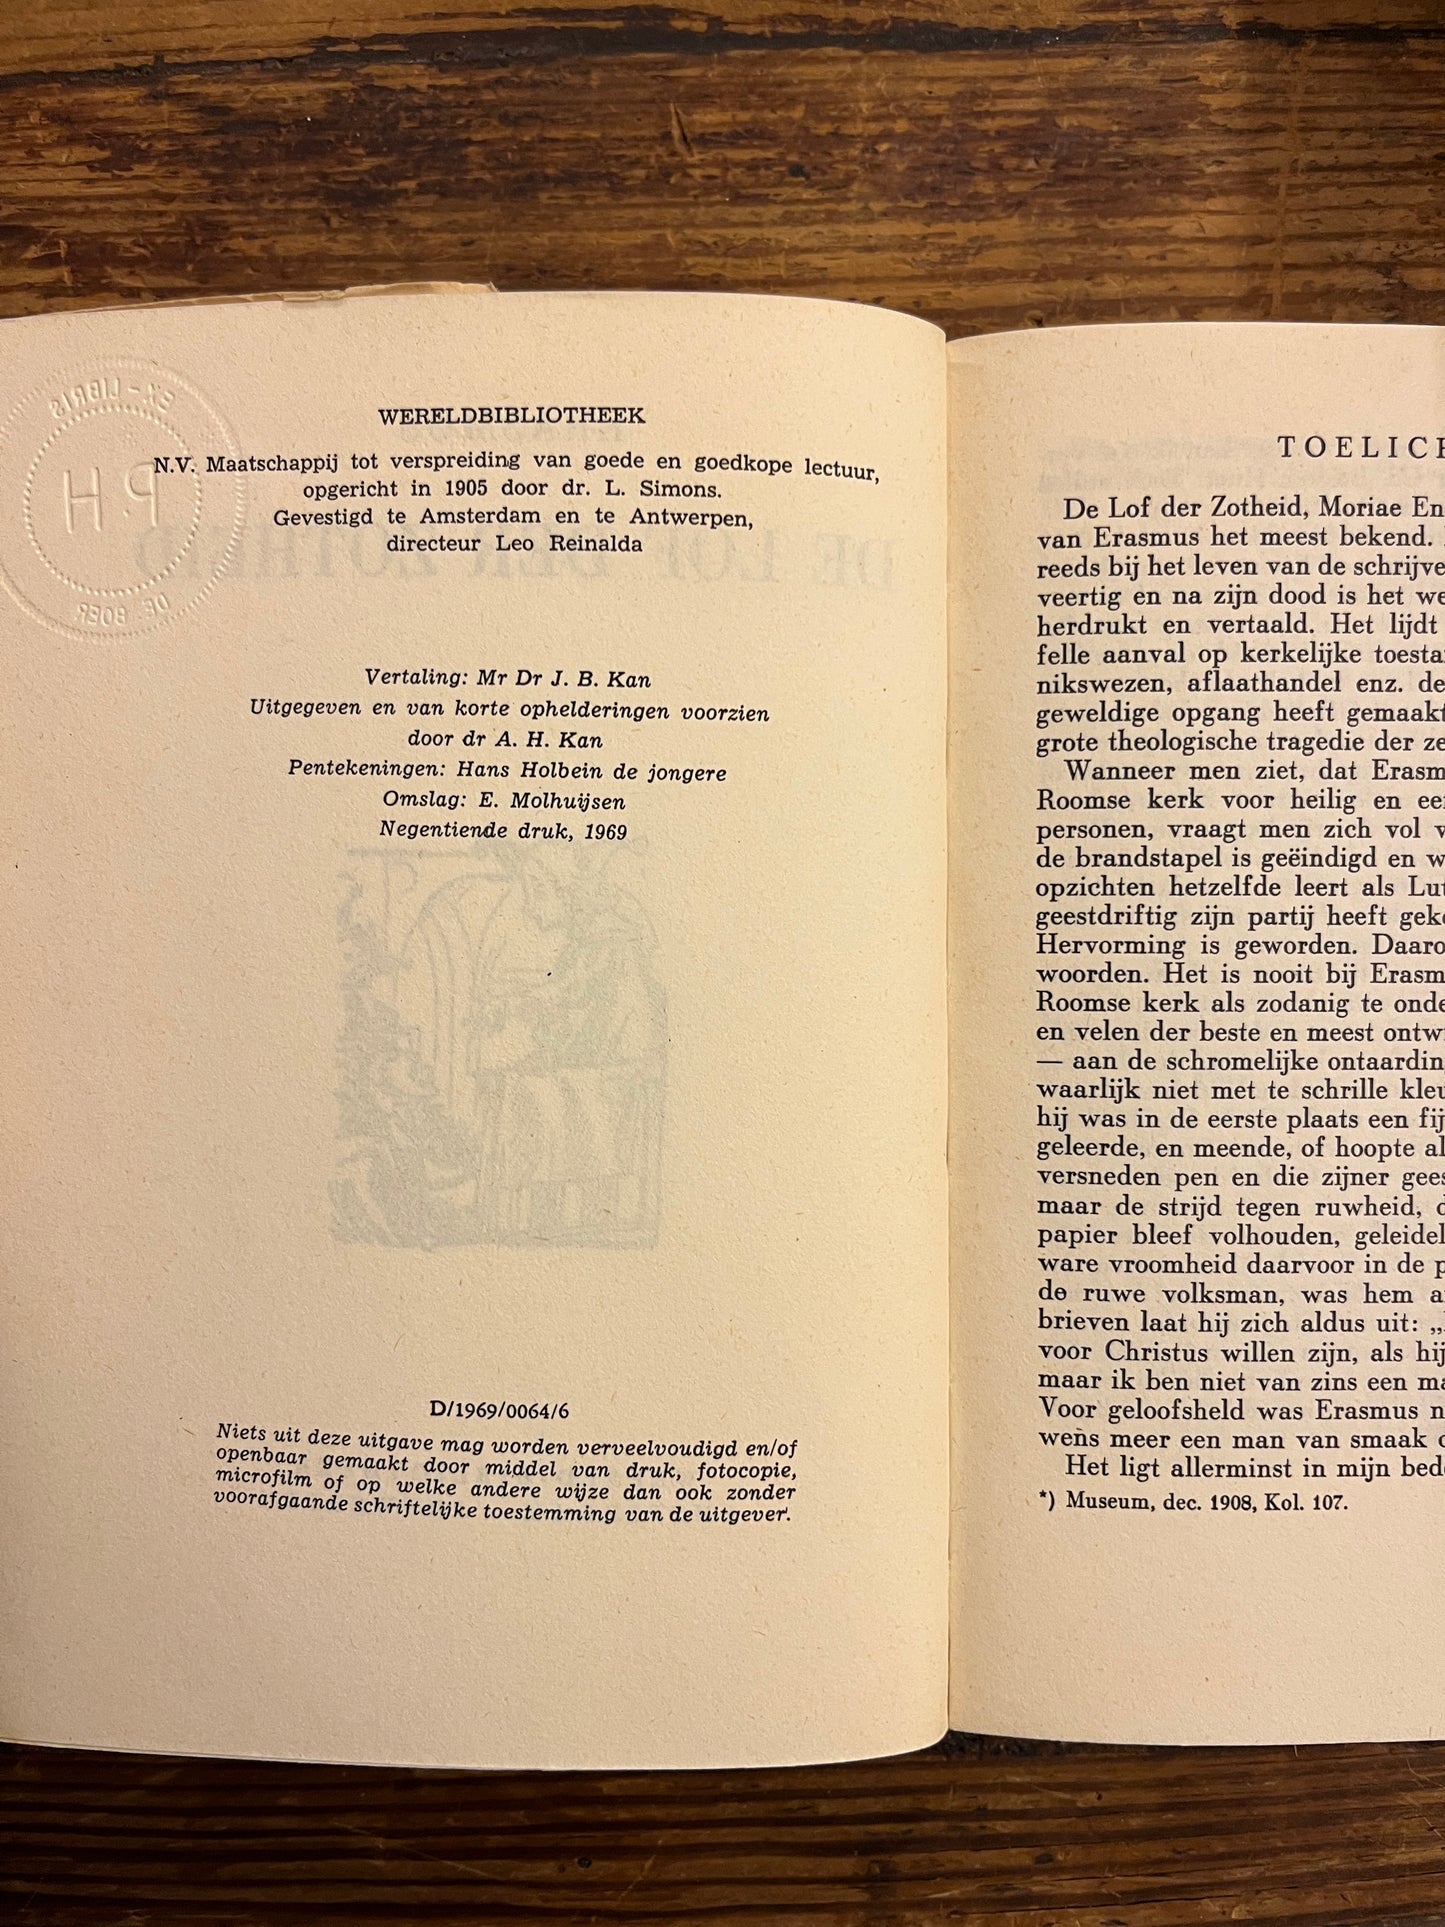 EX-LIBRIS
P.H
DE BOER
WERELDBIBLIOTHEEK
N.V. Maatschappij tot verspreiding van goede en goedkope lectuur,
opgericht in 1905 door dr. L. Simons.
Gevestigd te Amsterdam en te Antwerpen,
directeur Leo Reinalda
Vertaling: Mr Dr J. B. Kan
Uitgegeven en van korte ophelderingen voorzien
door dr A. H. Kan
Pentekeningen: Hans Holbein de jongere
Omslag: E. Molhuijsen
Negentiende druk, 1969
D/1969/0064/6
Niets uit deze uitgave mag worden verveelvoudigd en/of
openbaar gemaakt door middel van druk, fotocopie,
microfilm of op welke andere wijze dan ook zonder
voorafgaande schriftelijke toestemming van de uitgever.
TOELICH
De Lof der Zotheid, Moriae En
van Erasmus het meest bekend.
reeds bij het leven van de schrijve
veertig en na zijn dood is het we
herdrukt en vertaald. Het lijdt
felle aanval op kerkelijke toesta
nikswezen, aflaathandel enz. de
geweldige opgang heeft gemaakt
grote theologische tragedie der ze
Wanneer men ziet, dat Erasm
Roomse kerk voor heilig en ee
personen, vraagt men zich vol v
de brandstapel is geëindigd en w
opzichten hetzelfde leert als Lut
geestdriftig zijn partij heeft geko
Hervorming is geworden. Daaro
woorden. Het is nooit bij Erasm
Roomse kerk als zodanig te onde
en velen der beste en meest ontw
— aan de schromelijke ontaardin
waarlijk niet met te schrille kleu
hij was in de eerste plaats een fij
geleerde, en meende, of hoopte al
versneden pen en die zijner gees
maar de strijd tegen ruwheid, d
papier bleef volhouden, geleidel
ware vroomheid daarvoor in de p
de ruwe volksman, was hem a
brieven laat hij zich aldus uit: „
voor Christus willen zijn, als hij
maar ik ben niet van zins een ma
Voor geloofsheld was Erasmus n
wens meer een man van smaak
Het ligt allerminst in mijn bed
*) Museum, dec. 1908, Kol. 107.